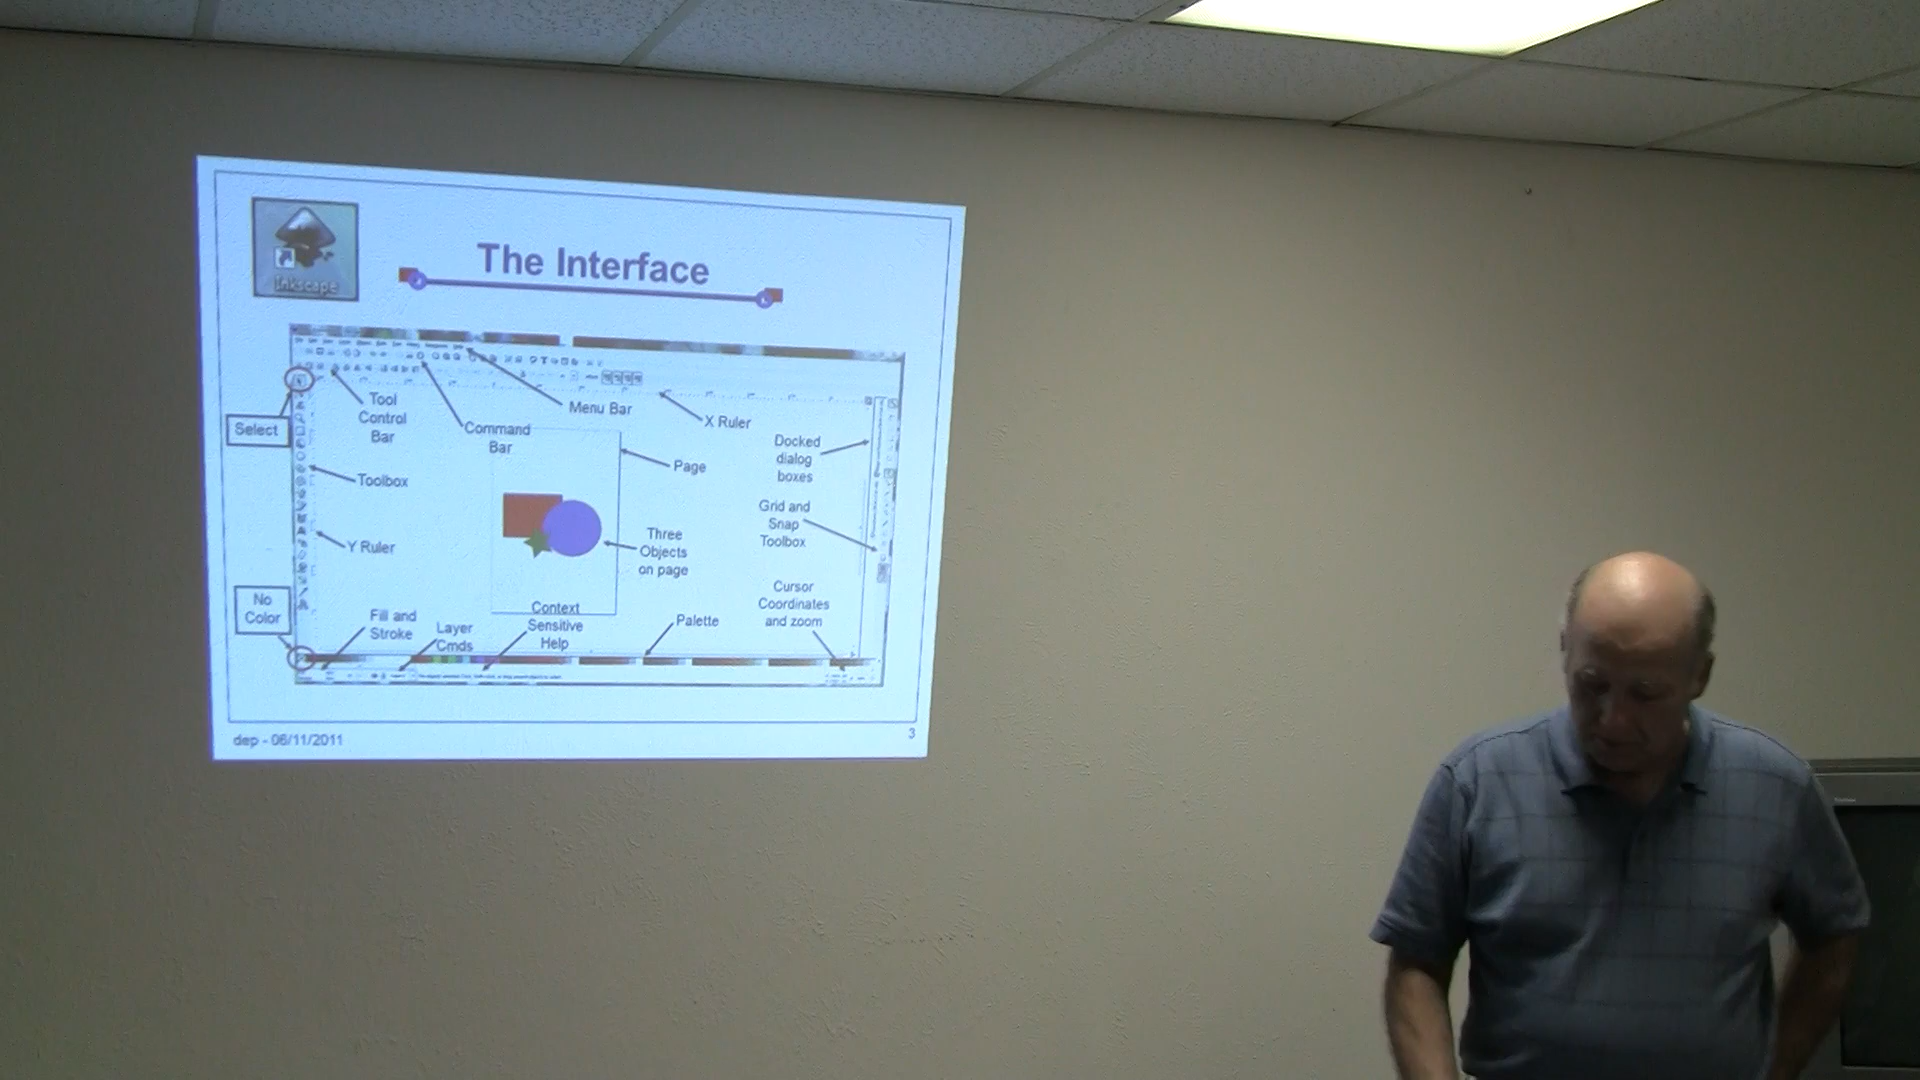 The Interface
Inkscape
Tool
Control
Bar
Menu Bar
X Ruler
Select
Command
Bar
Docked
dialog
boxes
Page
Toolbox
Grid and
Snap
Toolbox
Three
Objects
on page
Y Ruler
No
Color
Cursor
Coordinates
and zoom
Fill and
Stroke
Layer
Cmds
Context
Sensitive
Help
Palette
dep - 06/11/2011
3